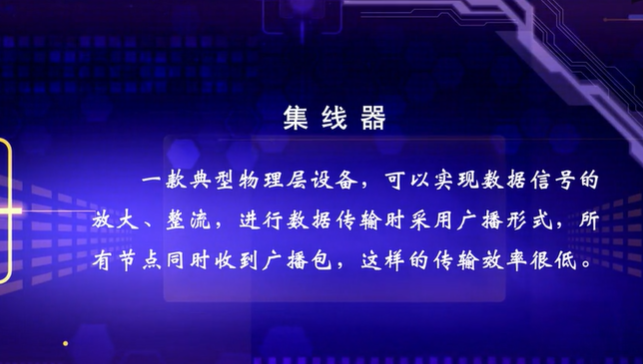 集线器
一款典型物理层设备，可以实现数据信号的
放大、整流，进行数据传输时采用广播形式，所
有节点同时收到广播包，这样的传输效率很低。